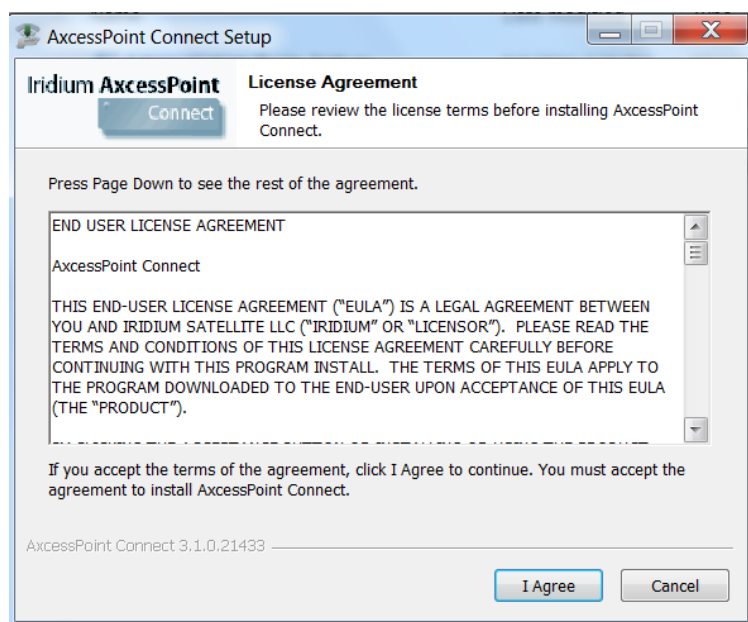 AxcessPoint Connect Setup
Iridium AxcessPoint
Connect
License Agreement
Please review the license terms before installing AxcessPoint
Connect.
Press Page Down to see the rest of the agreement.
END USER LICENSE AGREEMENT
AxcessPoint Connect
THIS END-USER LICENSE AGREEMENT (“EULA”) IS A LEGAL AGREEMENT BETWEEN
YOU AND IRIDIUM SATELLITE LLC (“IRIDIUM” OR “LICENSOR”).  PLEASE READ THE
TERMS AND CONDITIONS OF THIS LICENSE AGREEMENT CAREFULLY BEFORE
CONTINUING WITH THIS PROGRAM INSTALL.  THE TERMS OF THIS EULA APPLY TO
THE PROGRAM DOWNLOADED TO THE END-USER UPON ACCEPTANCE OF THIS EULA
(THE “PRODUCT”).
If you accept the terms of the agreement, click I Agree to continue. You must accept the
agreement to install AxcessPoint Connect.
AxcessPoint Connect 3.1.0.21433
I Agree
Cancel